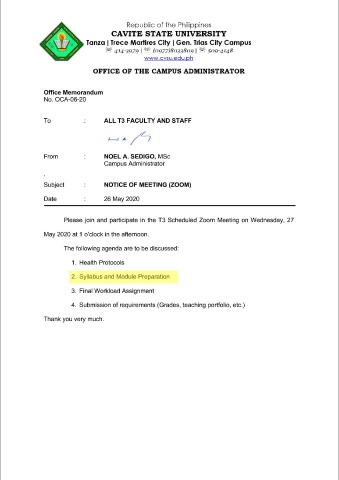 Republic of the Philippines
CAVITE STATE UNIVERSITY
Tanza | Trece Martires City | Gen. Trias City Campus
☏ 414-3979 | ☏ (0977)8033809 | ☏ 509-4148
www.cvsu.edu.ph
OFFICE OF THE CAMPUS ADMINISTRATOR
Office Memorandum
No. OCA-06-20
To : ALL T3 FACULTY AND STAFF
From : NOEL A. SEDIGO, MSc
Campus Administrator
.
Subject : NOTICE OF MEETING (ZOOM)
Date : 26 May 2020
Please join and participate in the T3 Scheduled Zoom Meeting on Wednesday, 27
May 2020 at 1 o'clock in the afternoon.
The following agenda are to be discussed:
1. Health Protocols
2. Syllabus and Module Preparation
3. Final Workload Assignment
4. Submission of requirements (Grades, teaching portfolio, etc.)
Thank you very much.